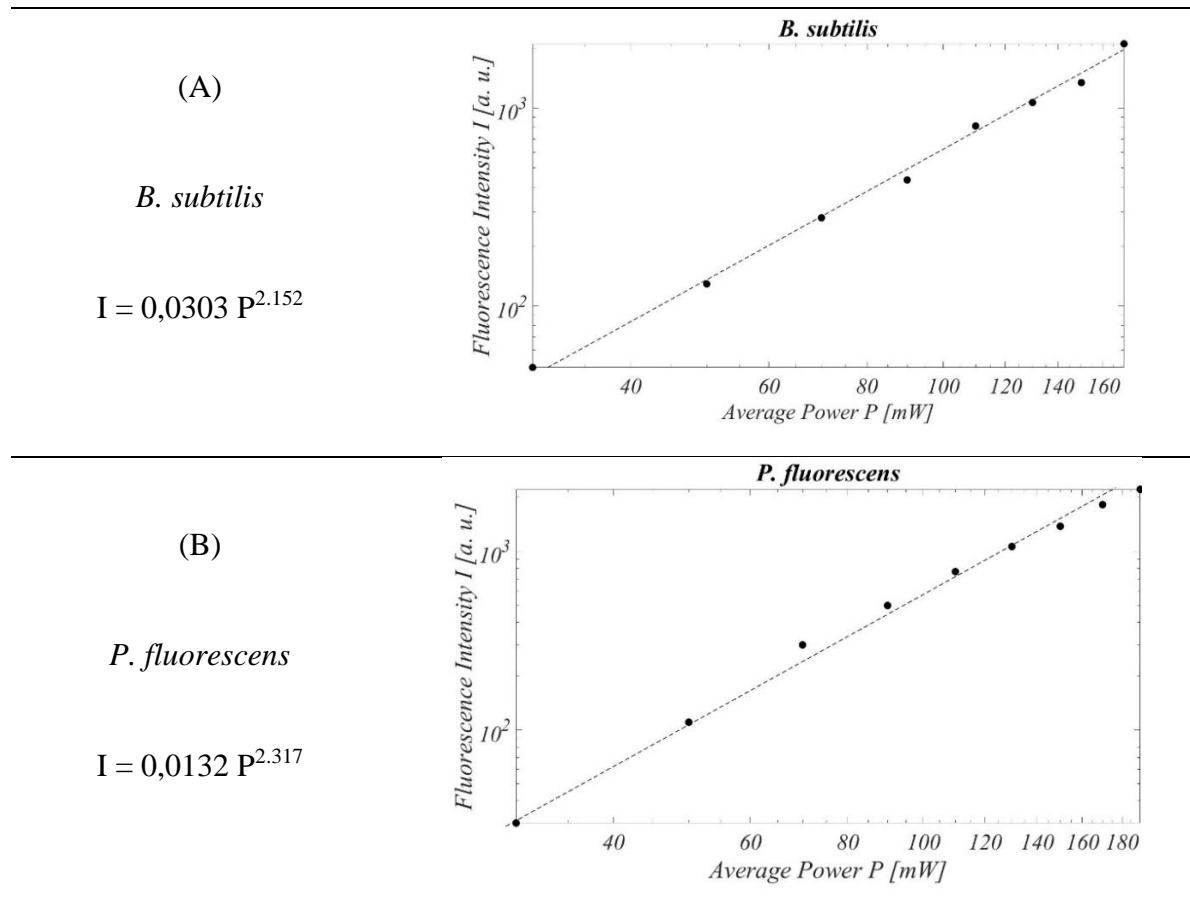 (A)
B. subtilis
I = 0,0303 P^2.152
B. subtilis
Fluorescence Intensity I [a. u.]
10^3
10^2
40 60 80 100 120 140 160
Average Power P [mW]
(B)
P. fluorescens
I = 0,0132 P^2.317
P. fluorescens
Fluorescence Intensity I [a. u.]
10^3
10^2
40 60 80 100 120 140 160 180
Average Power P [mW]